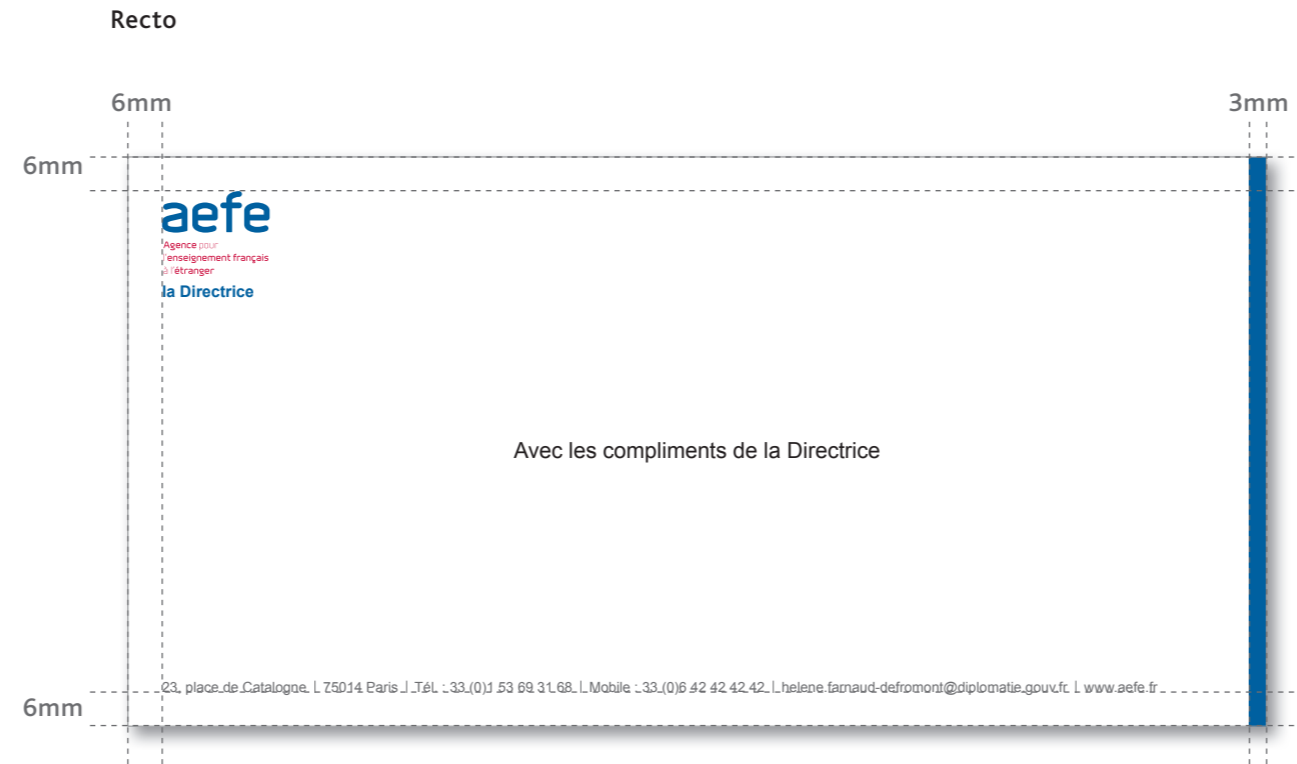 Recto
6mm 3mm
6mm
aefe
Agence pour
l'enseignement français
à l'étranger
la Directrice
Avec les compliments de la Directrice
23, place de Catalogne | 75014 Paris | Tél. : 33 (0)1 53 69 31 68 | Mobile : 33 (0)6 42 42 42 42 | helene.farnaud-defromont@diplomatie.gouv.fr | www.aefe.fr
6mm